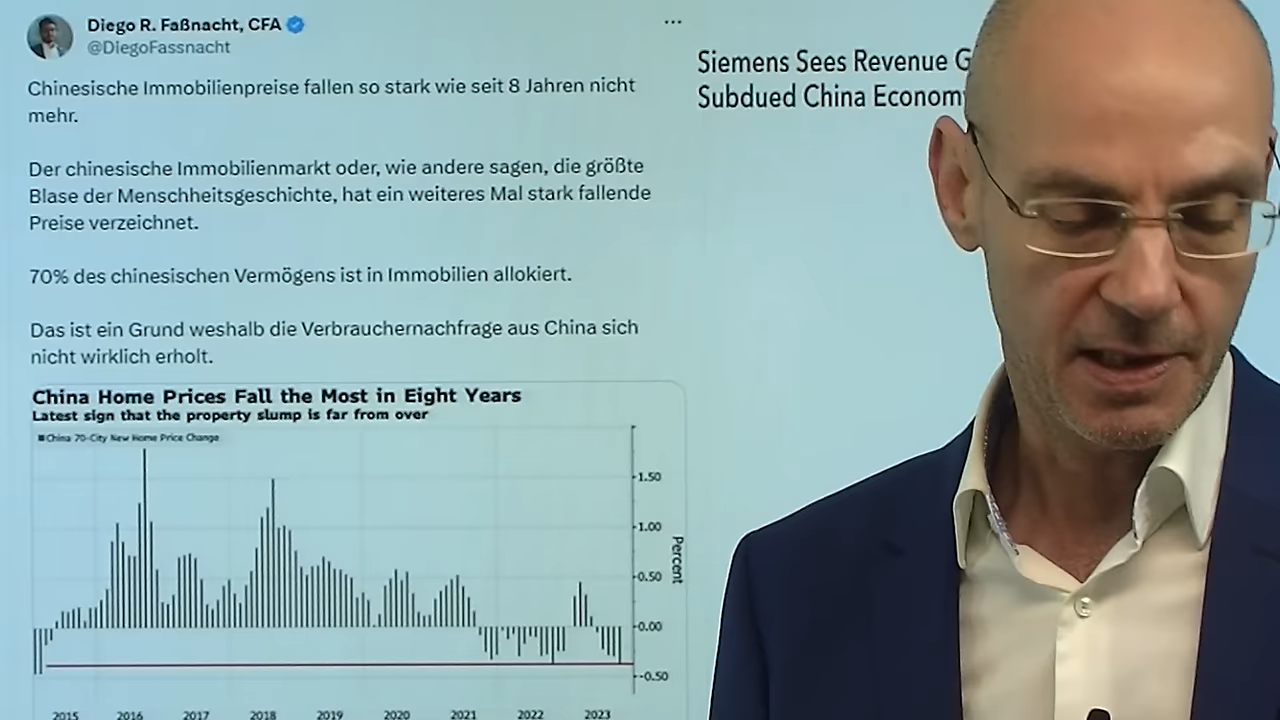 Diego R. Faßnacht, CFA
@DiegoFassnacht
...
Chinesische Immobilienpreise fallen so stark wie seit 8 Jahren nicht
mehr.
Der chinesische Immobilienmarkt oder, wie andere sagen, die größte
Blase der Menschheitsgeschichte, hat ein weiteres Mal stark fallende
Preise verzeichnet.
70% des chinesischen Vermögens ist in Immobilien allokiert.
Das ist ein Grund weshalb die Verbrauchernachfrage aus China sich
nicht wirklich erholt.
China Home Prices Fall the Most in Eight Years
Latest sign that the property slump is far from over
China 70-City New Home Price Change
1.50
1.00
0.50
0.00
-0.50
Percent
2015 2016 2017 2018 2019 2020 2021 2022 2023
Siemens Sees Revenue G
Subdued China Econom